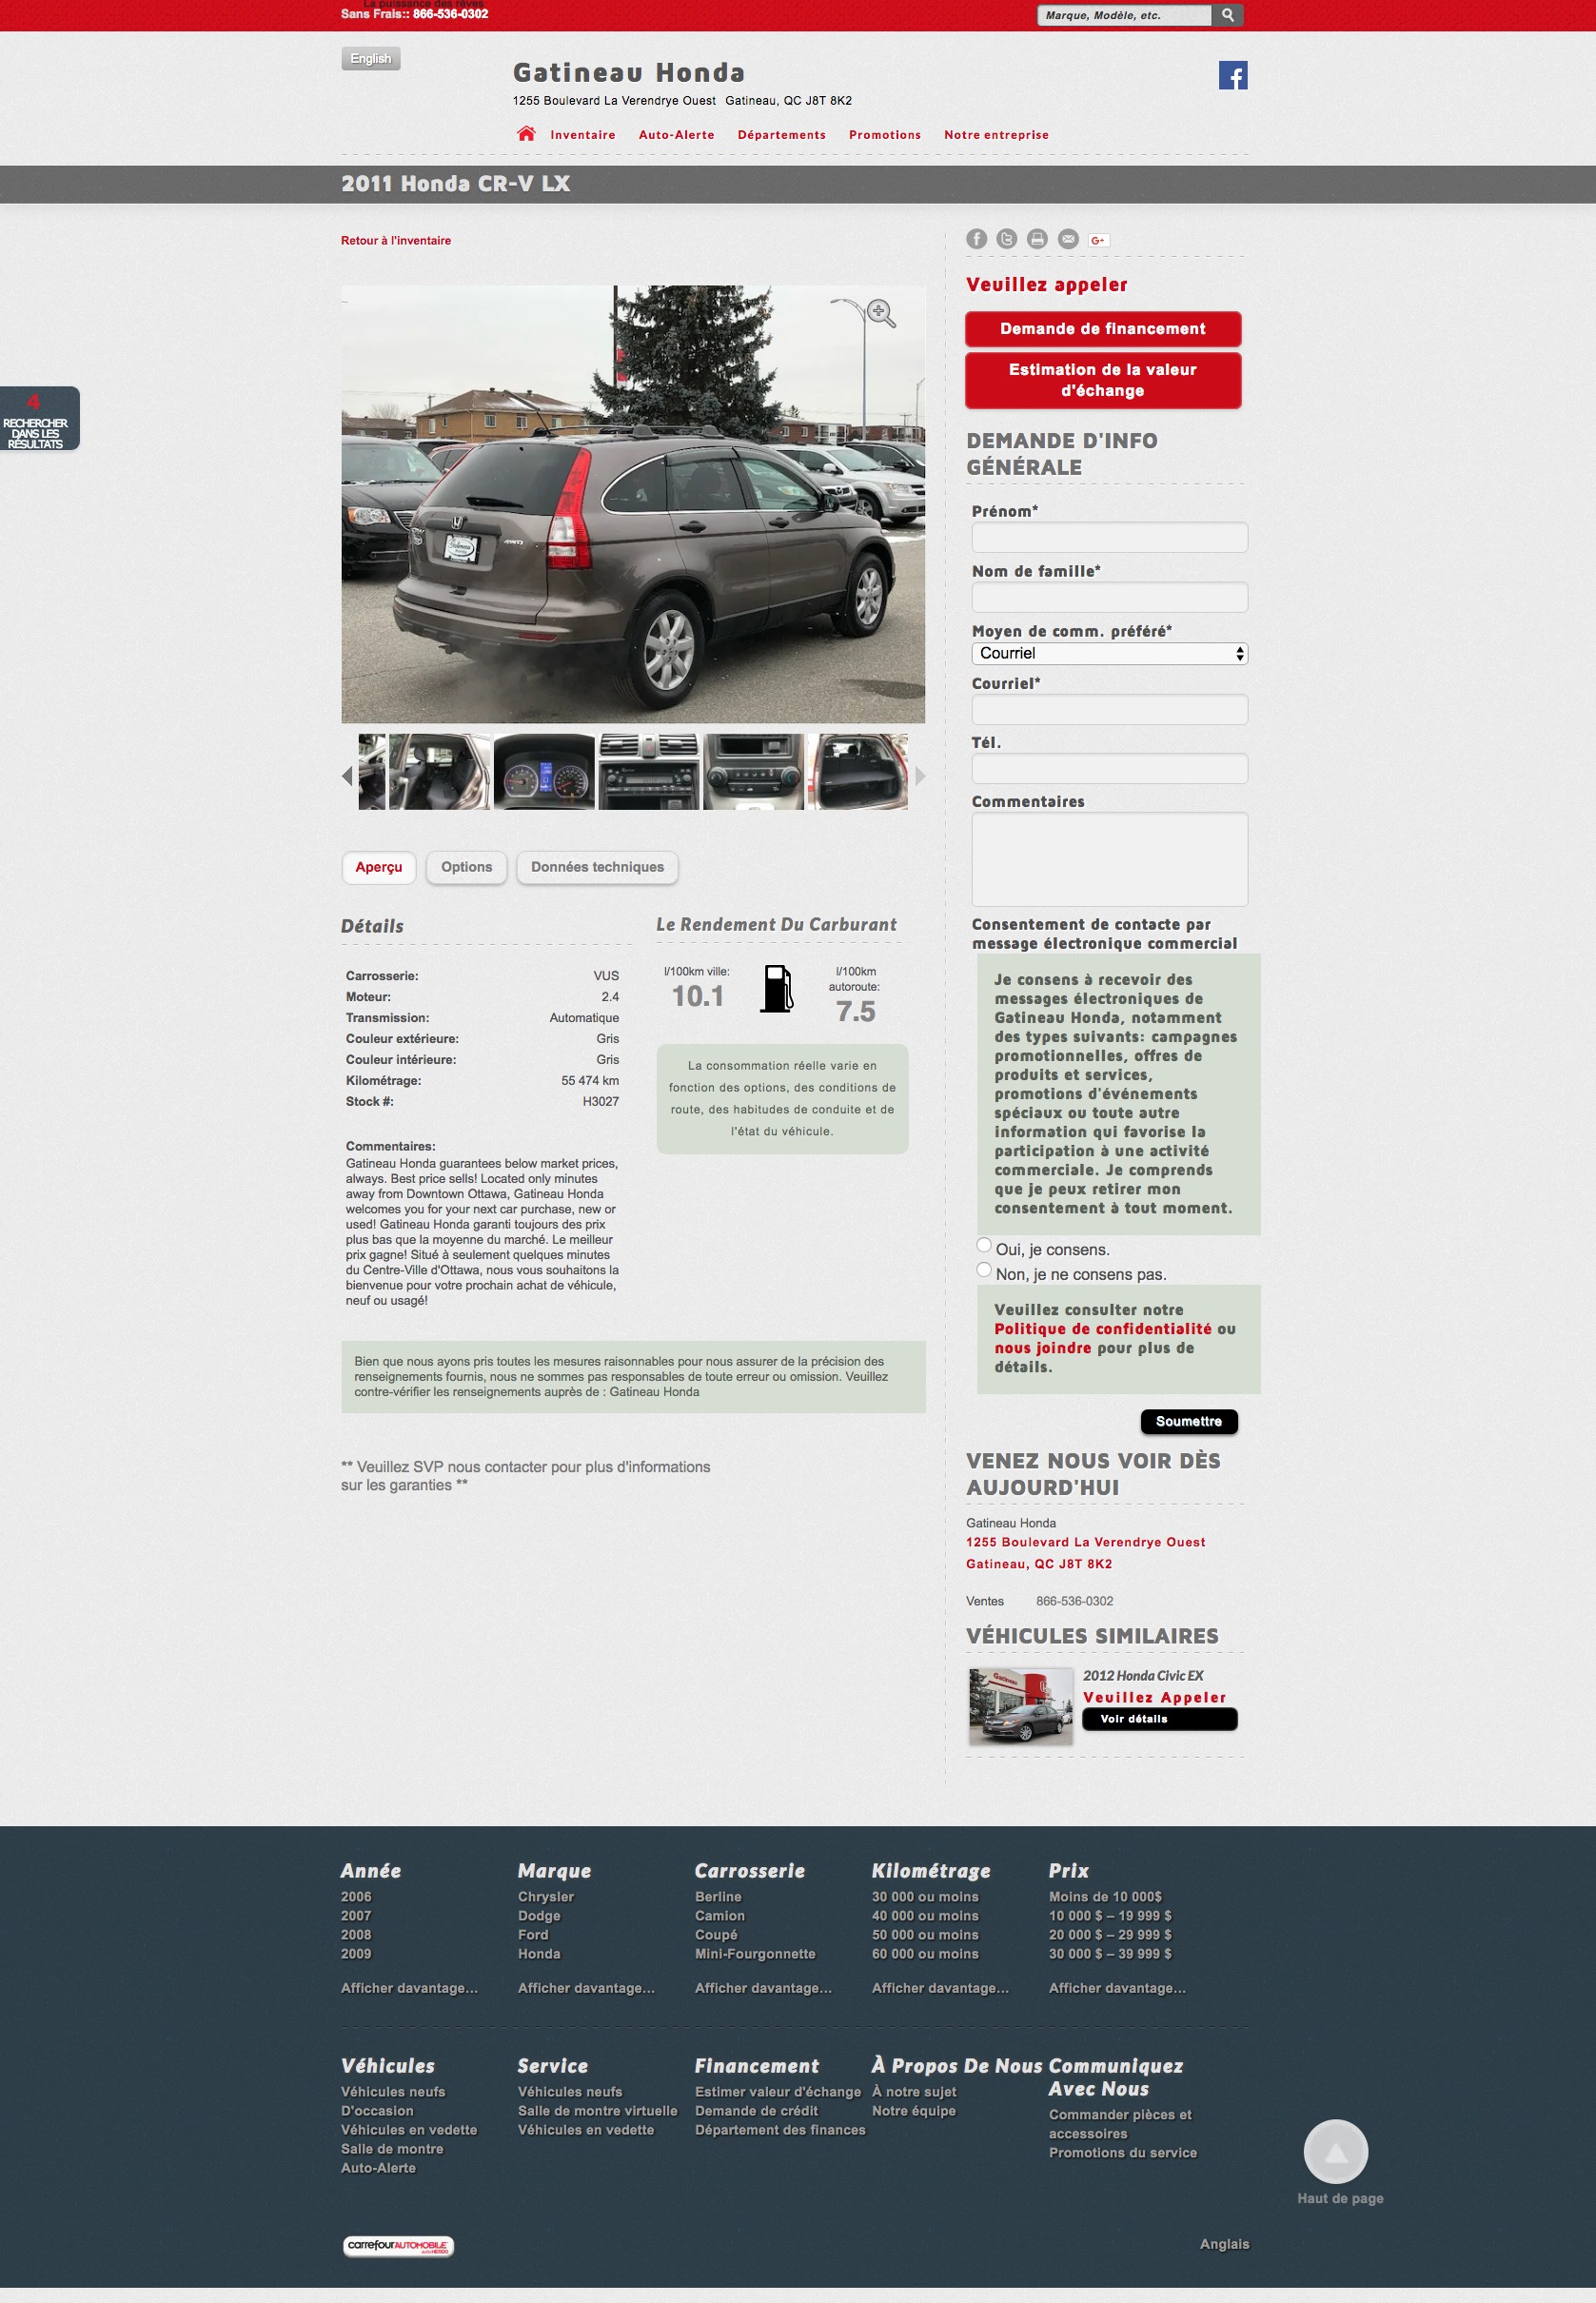 La puissance des rêves.
Sans Frais:: 866-536-0302
Marque, Modèle, etc.
English
Gatineau Honda
1255 Boulevard La Verendrye Ouest Gatineau, QC J8T 8K2
Inventaire Auto-Alerte Départements Promotions Notre entreprise
2011 Honda CR-V LX
Retour à l'inventaire
4
RECHERCHER
DANS LES
RÉSULTATS
4WD
Aperçu Options Données techniques
Détails
Carrosserie: VUS
Moteur: 2.4
Transmission: Automatique
Couleur extérieure: Gris
Couleur intérieure: Gris
Kilométrage: 55 474 km
Stock #: H3027
Commentaires:
Gatineau Honda guarantees below market prices,
always. Best price sells! Located only minutes
away from Downtown Ottawa, Gatineau Honda
welcomes you for your next car purchase, new or
used! Gatineau Honda garanti toujours des prix
plus bas que la moyenne du marché. Le meilleur
prix gagne! Situé à seulement quelques minutes
du Centre-Ville d'Ottawa, nous vous souhaitons la
bienvenue pour votre prochain achat de véhicule,
neuf ou usagé!
Le Rendement Du Carburant
l/100km ville:
10.1
l/100km
autoroute:
7.5
La consommation réelle varie en
fonction des options, des conditions de
route, des habitudes de conduite et de
l'état du véhicule.
Bien que nous ayons pris toutes les mesures raisonnables pour nous assurer de la précision des
renseignements fournis, nous ne sommes pas responsables de toute erreur ou omission. Veuillez
contre-vérifier les renseignements auprès de : Gatineau Honda
** Veuillez SVP nous contacter pour plus d'informations
sur les garanties **
G+
Veuillez appeler
Demande de financement
Estimation de la valeur
d'échange
DEMANDE D'INFO
GÉNÉRALE
Prénom*
Nom de famille*
Moyen de comm. préféré*
Courriel
Courriel*
Tél.
Commentaires
Consentement de contacte par
message électronique commercial
Je consens à recevoir des
messages électroniques de
Gatineau Honda, notamment
des types suivants: campagnes
promotionnelles, offres de
produits et services,
promotions d'événements
spéciaux ou toute autre
information qui favorise la
participation à une activité
commerciale. Je comprends
que je peux retirer mon
consentement à tout moment.
Oui, je consens.
Non, je ne consens pas.
Veuillez consulter notre
Politique de confidentialité ou
nous joindre pour plus de
détails.
Soumettre
VENEZ NOUS VOIR DÈS
AUJOURD'HUI
Gatineau Honda
1255 Boulevard La Verendrye Ouest
Gatineau, QC J8T 8K2
Ventes 866-536-0302
VÉHICULES SIMILAIRES
2012 Honda Civic EX
Veuillez Appeler
Voir détails
Année
2006
2007
2008
2009
Afficher davantage...
Marque
Chrysler
Dodge
Ford
Honda
Afficher davantage...
Carrosserie
Berline
Camion
Coupé
Mini-Fourgonnette
Afficher davantage...
Kilométrage
30 000 ou moins
40 000 ou moins
50 000 ou moins
60 000 ou moins
Afficher davantage...
Prix
Moins de 10 000$
10 000 $ – 19 999 $
20 000 $ – 29 999 $
30 000 $ – 39 999 $
Afficher davantage...
Véhicules
Véhicules neufs
D'occasion
Véhicules en vedette
Salle de montre
Auto-Alerte
Service
Véhicules neufs
Salle de montre virtuelle
Véhicules en vedette
Financement
Estimer valeur d'échange
Demande de crédit
Département des finances
À Propos De Nous
À notre sujet
Notre équipe
Communiquez
Avec Nous
Commander pièces et
accessoires
Promotions du service
Haut de page
carrefourAUTOMOBILE
Anglais